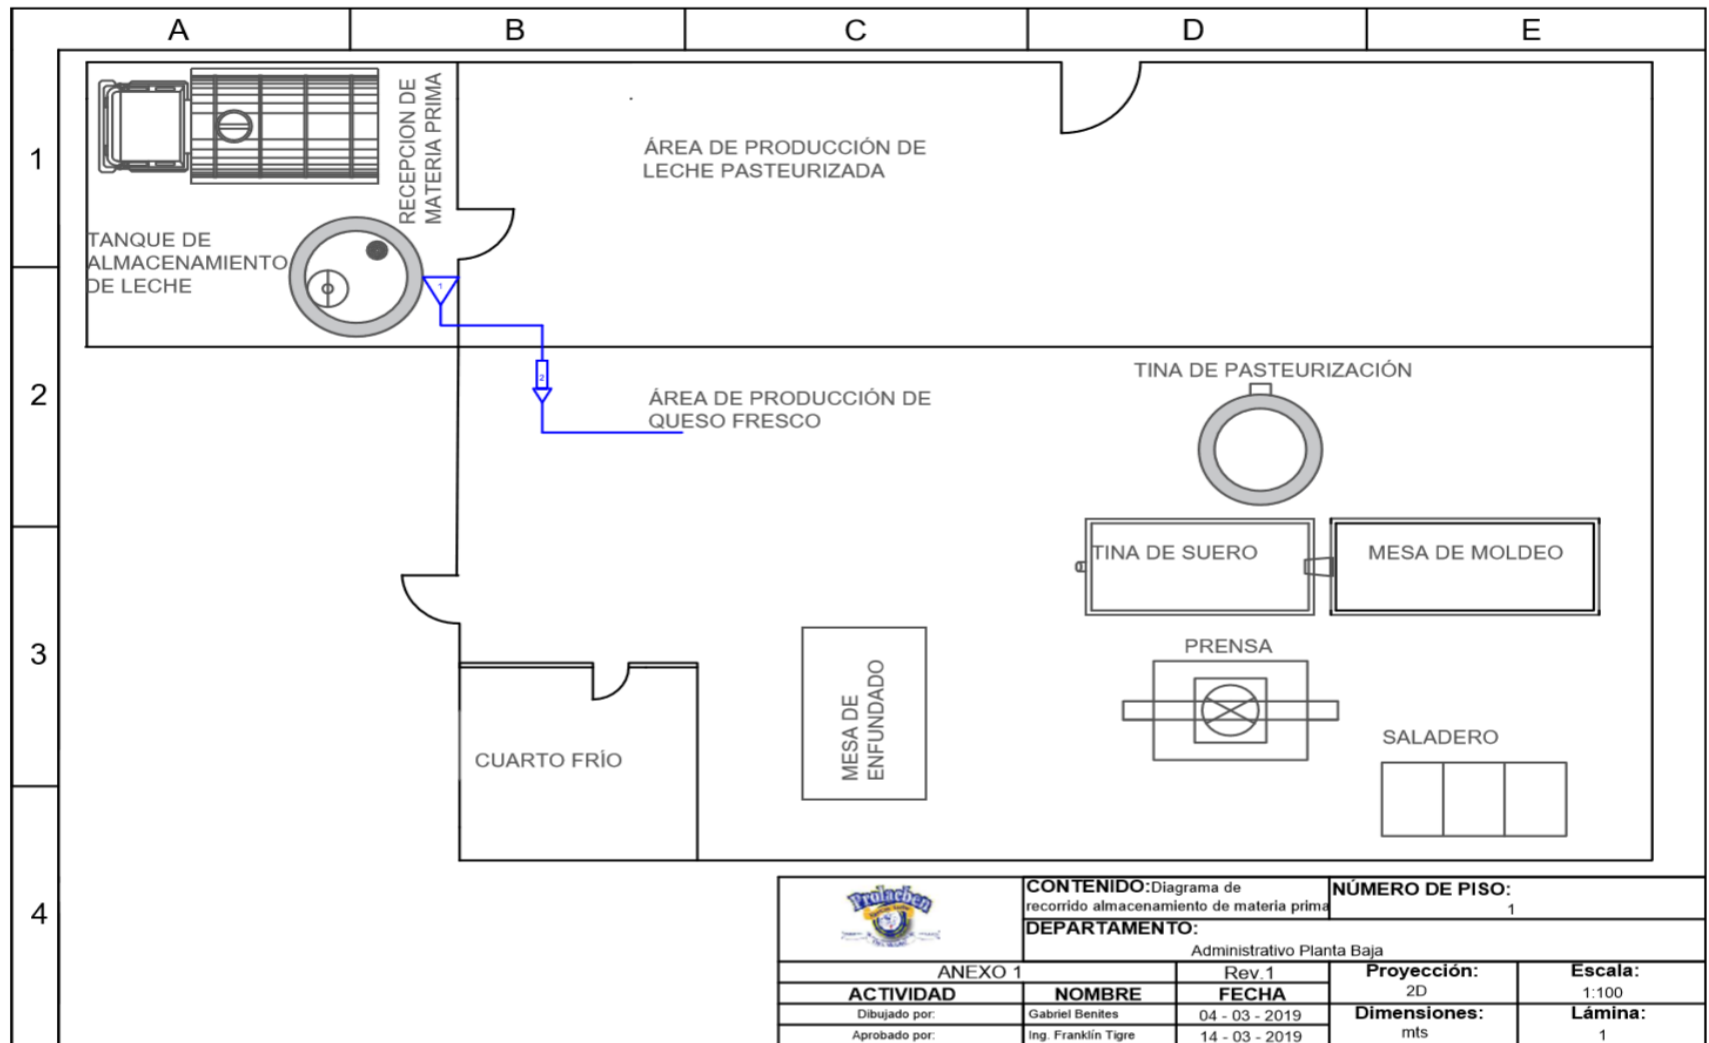 A
B
C
D
E
1
2
3
4
RECEPCION DE
MATERIA PRIMA
TANQUE DE
ALMACENAMIENTO
DE LECHE
1
2
ÁREA DE PRODUCCIÓN DE
LECHE PASTEURIZADA
ÁREA DE PRODUCCIÓN DE
QUESO FRESCO
TINA DE PASTEURIZACIÓN
TINA DE SUERO
MESA DE MOLDEO
PRENSA
MESA DE
ENFUNDADO
SALADERO
CUARTO FRÍO
Prolacben
CONTENIDO:Diagrama de
recorrido almacenamiento de materia prima
NÚMERO DE PISO:
1
DEPARTAMENTO:
Administrativo Planta Baja
ANEXO 1
Rev.1
Proyección:
2D
Escala:
1:100
ACTIVIDAD
NOMBRE
FECHA
Dibujado por:
Gabriel Benites
04 - 03 - 2019
Dimensiones:
mts
Lámina:
1
Aprobado por:
Ing. Franklín Tigre
14 - 03 - 2019